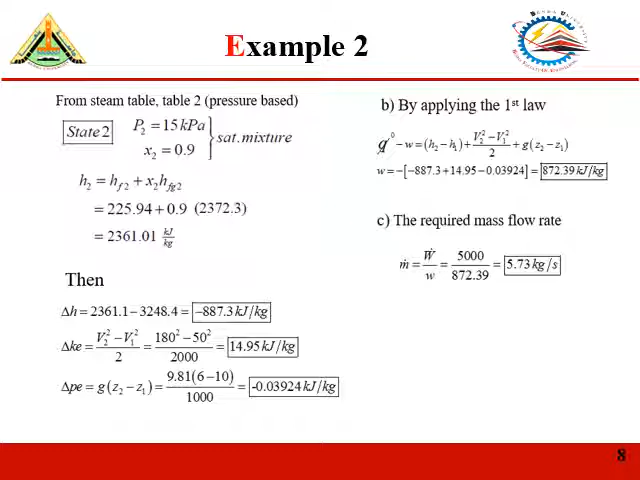 Example 2
From steam table, table 2 (pressure based)
State 2
P₂ = 15 kPa
x₂ = 0.9
} sat. mixture
h₂ = h_f2 + x₂h_fg2
= 225.94 + 0.9 (2372.3)
= 2361.01 kJ/kg
Then
Δh = 2361.1 − 3248.4 = −887.3 kJ/kg
Δke = (V₂² − V₁²)/2 = (180² − 50²)/2000 = 14.95 kJ/kg
Δpe = g(z₂ − z₁) = 9.81(6 − 10)/1000 = -0.03924 kJ/kg
b) By applying the 1st law
q⁰ − w = (h₂ − h₁) + (V₂² − V₁²)/2 + g(z₂ − z₁)
w = −[−887.3 + 14.95 − 0.03924] = 872.39 kJ/kg
c) The required mass flow rate
ṁ = Ẇ/w = 5000/872.39 = 5.73 kg/s
8